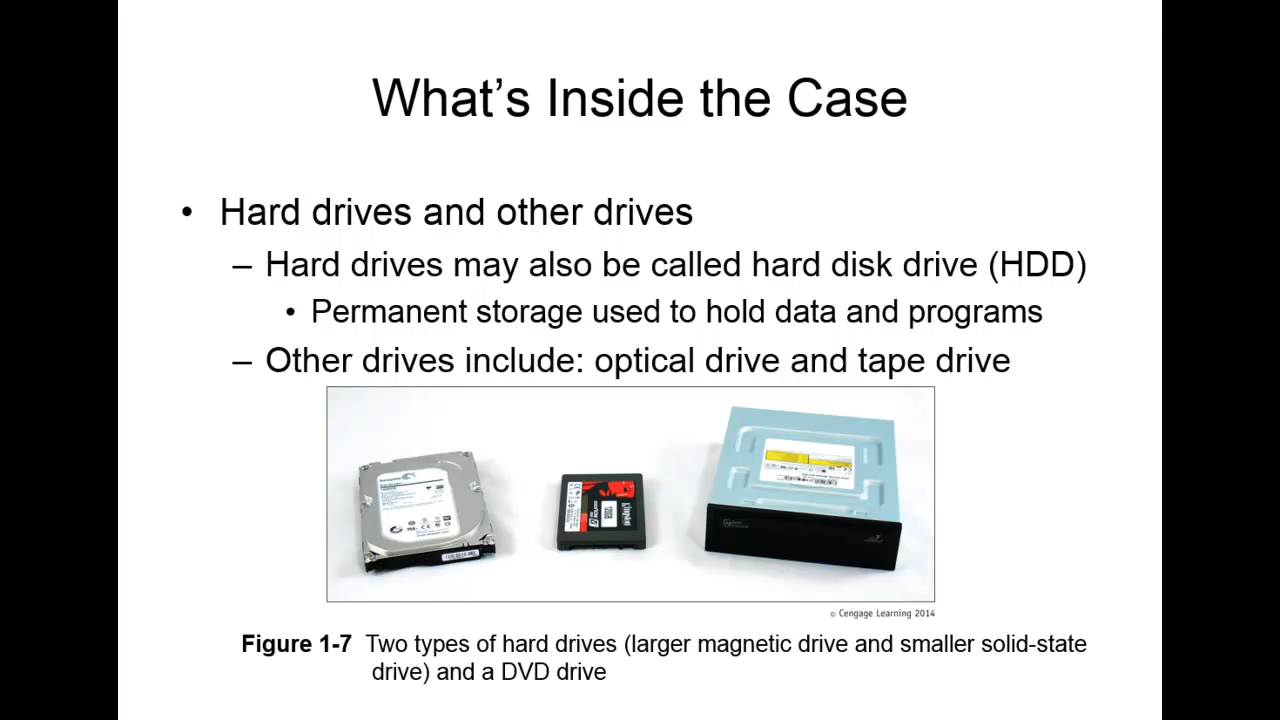 What’s Inside the Case
• Hard drives and other drives
– Hard drives may also be called hard disk drive (HDD)
• Permanent storage used to hold data and programs
– Other drives include: optical drive and tape drive
Kingston
120GB
© Cengage Learning 2014
Figure 1-7 Two types of hard drives (larger magnetic drive and smaller solid-state
drive) and a DVD drive